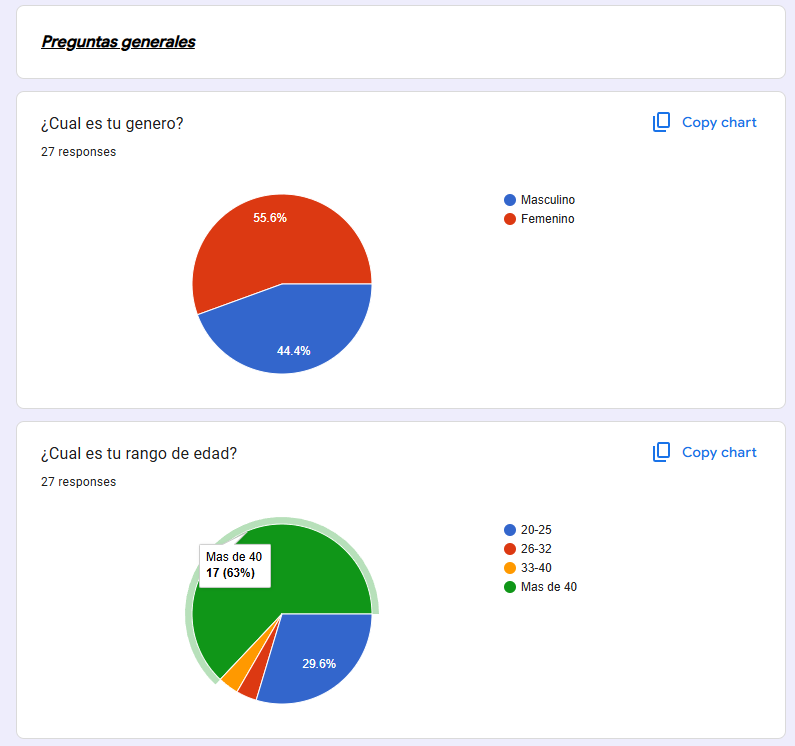 Preguntas generales
¿Cual es tu genero?
Copy chart
27 responses
55.6%
44.4%
Masculino
Femenino
¿Cual es tu rango de edad?
Copy chart
27 responses
Mas de 40
17 (63%)
29.6%
20-25
26-32
33-40
Mas de 40